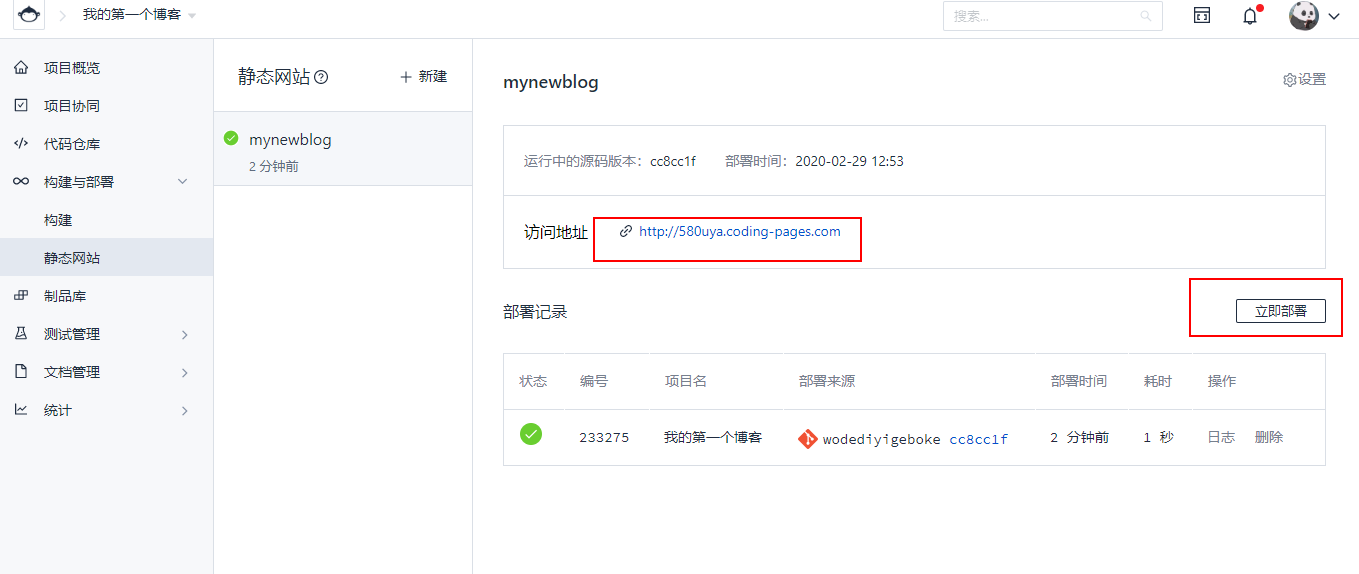 我的第一个博客
搜索...
项目概览
项目协同
代码仓库
构建与部署
构建
静态网站
制品库
测试管理
文档管理
统计
静态网站
新建
mynewblog
2 分钟前
mynewblog
设置
运行中的源码版本: cc8cc1f 部署时间: 2020-02-29 12:53
访问地址 http://580uya.coding-pages.com
部署记录
立即部署
状态 编号 项目名 部署来源 部署时间 耗时 操作
233275 我的第一个博客 wodediyigeboke cc8cc1f 2 分钟前 1 秒 日志 删除